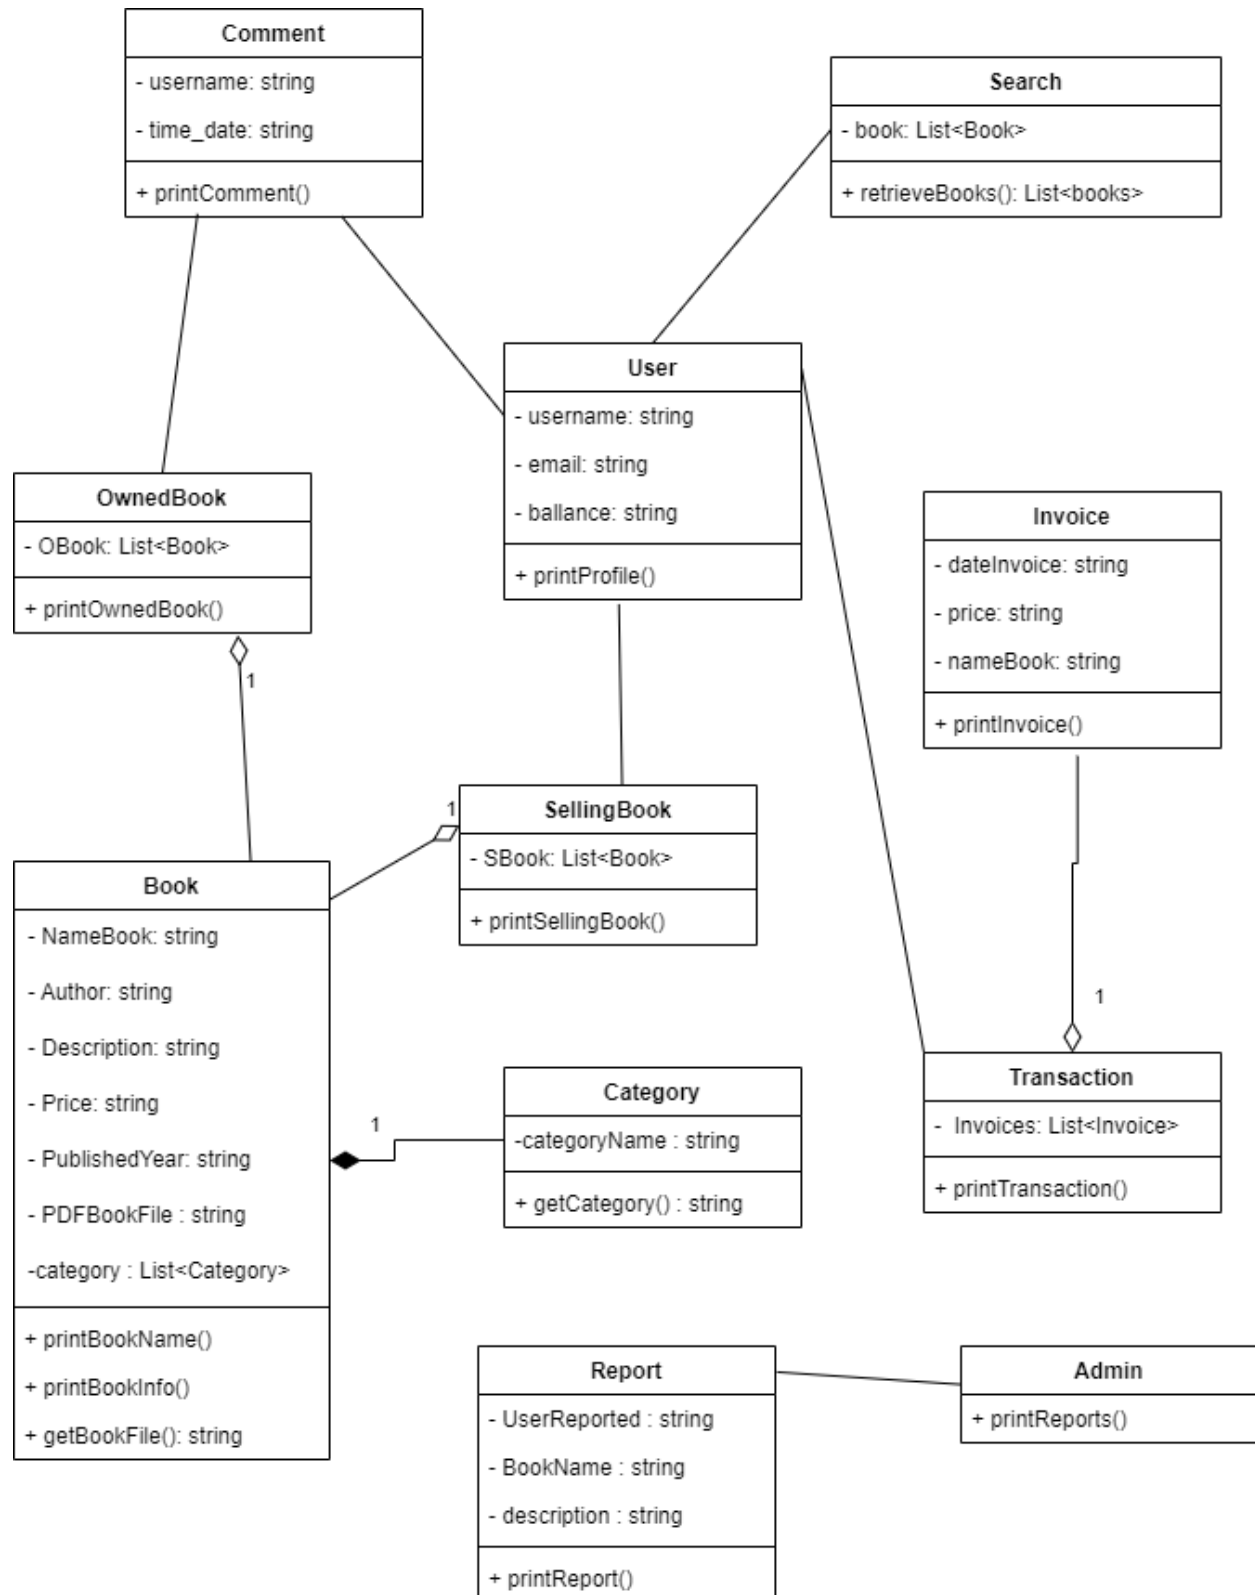 Comment
- username: string
- time_date: string
+ printComment()
Search
- book: List<Book>
+ retrieveBooks(): List<books>
User
- username: string
- email: string
- ballance: string
+ printProfile()
OwnedBook
- OBook: List<Book>
+ printOwnedBook()
1
Invoice
- dateInvoice: string
- price: string
- nameBook: string
+ printInvoice()
1
SellingBook
- SBook: List<Book>
+ printSellingBook()
Book
- NameBook: string
- Author: string
- Description: string
- Price: string
- PublishedYear: string
- PDFBookFile : string
-category : List<Category>
+ printBookName()
+ printBookInfo()
+ getBookFile(): string
1
Category
-categoryName : string
+ getCategory() : string
1
Transaction
- Invoices: List<Invoice>
+ printTransaction()
Report
- UserReported : string
- BookName : string
- description : string
+ printReport()
Admin
+ printReports()